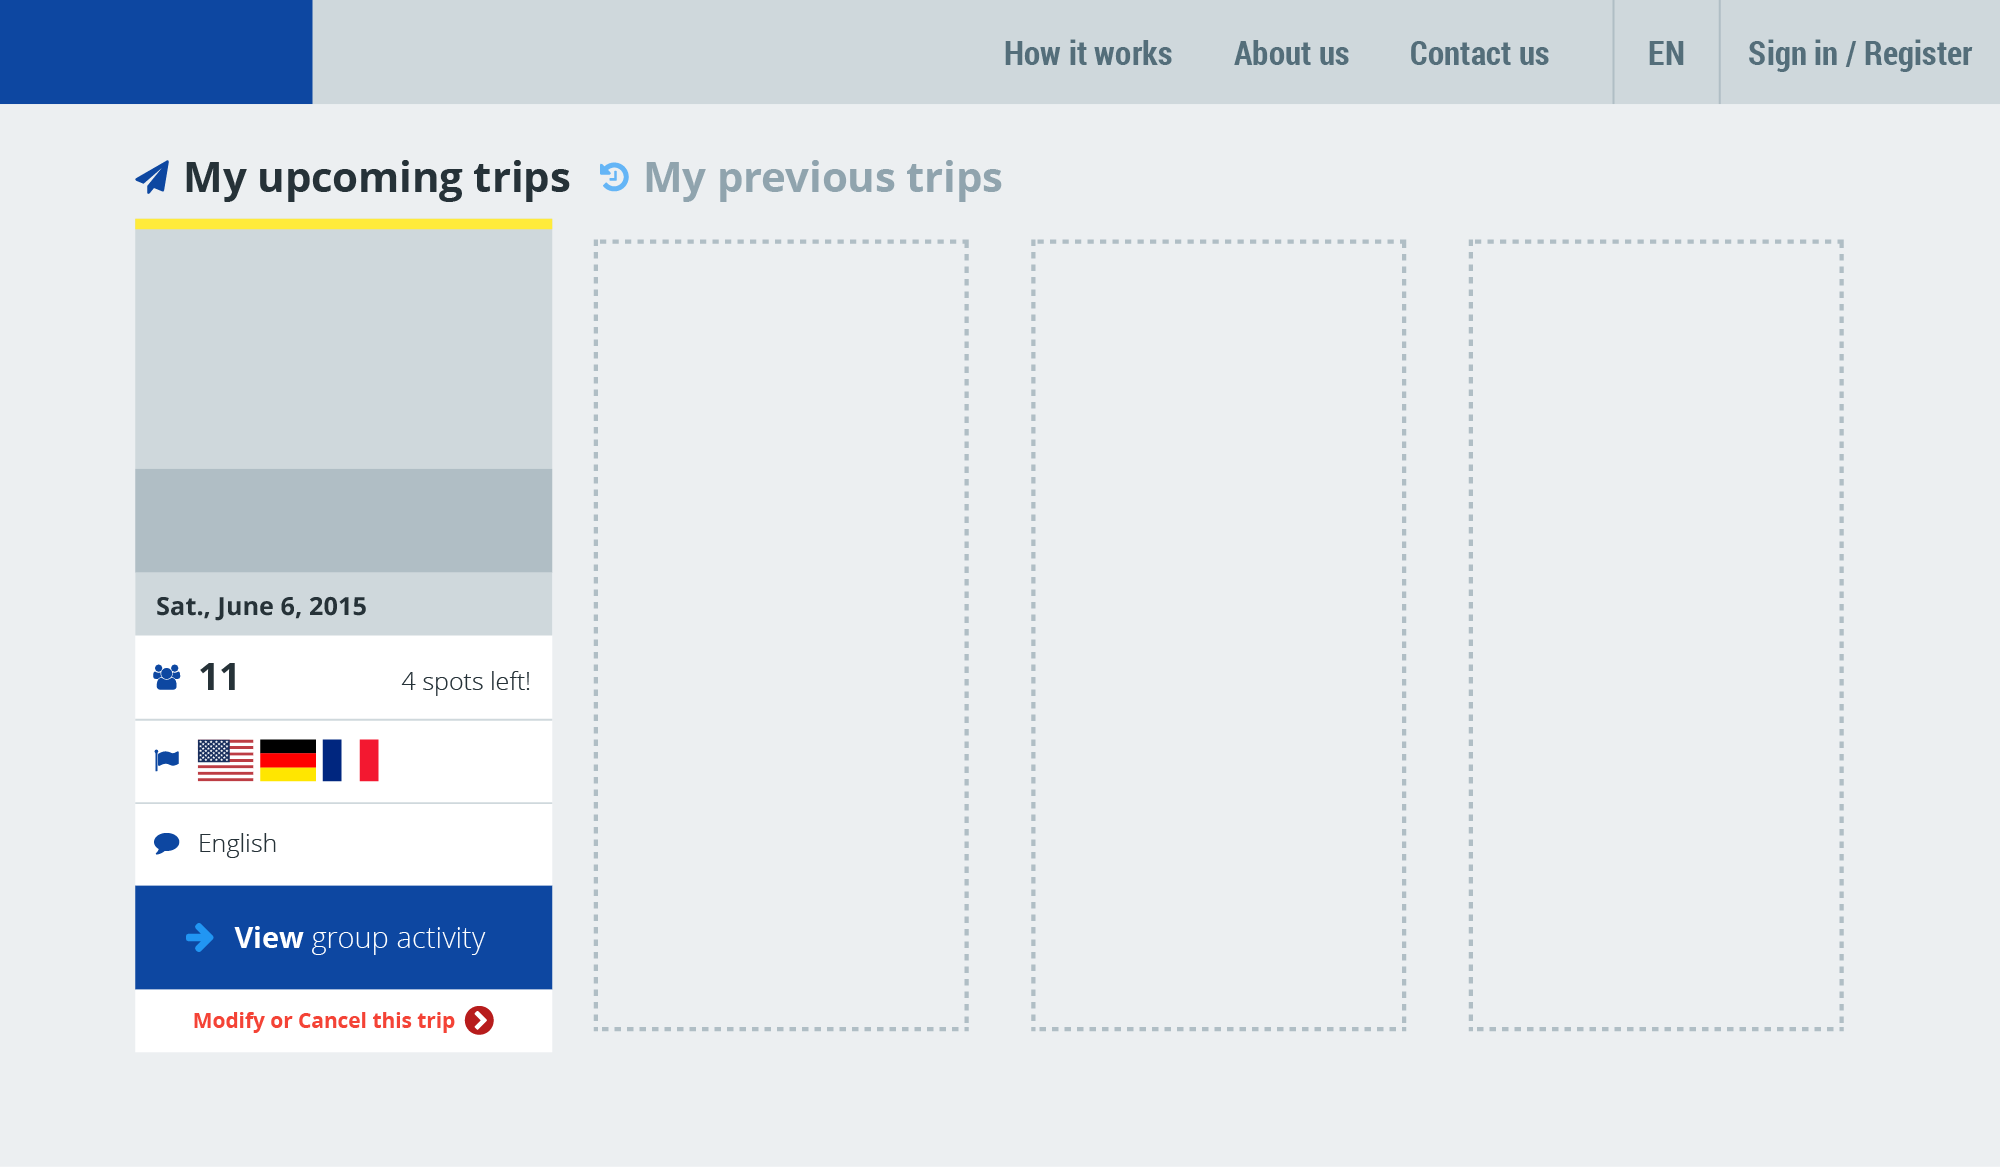 How it works About us Contact us EN Sign in / Register
My upcoming trips My previous trips
Sat., June 6, 2015
11 4 spots left!
English
View group activity
Modify or Cancel this trip